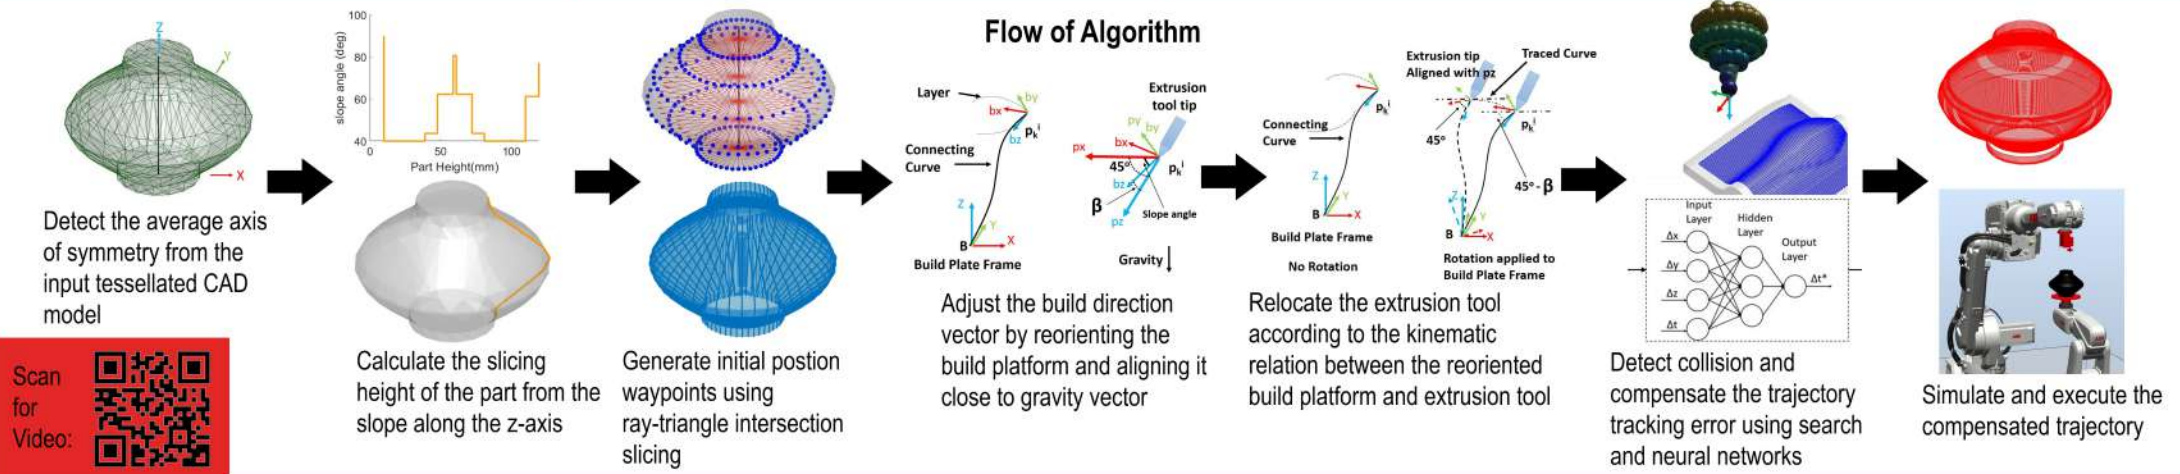 Flow of Algorithm
Z
Y
X
Detect the average axis
of symmetry from the
input tessellated CAD
model
Scan
for
Video:
slope angle (deg)
100
80
60
40
0
50
100
Part Height(mm)
Calculate the slicing
height of the part from the
slope along the z-axis
Generate initial postion
waypoints using
ray-triangle intersection
slicing
Layer
by
bx
bz
pₖⁱ
Connecting
Curve
Z
Y
B
X
Build Plate Frame
Extrusion
tool tip
py
by
px
bx
45°
pₖⁱ
bz
β
Slope angle
pz
Gravity
Adjust the build direction
vector by reorienting the
build platform and aligning it
close to gravity vector
Connecting
Curve
pₖⁱ
Z
Y
B
X
Build Plate Frame
No Rotation
Extrusion tip
Aligned with pz
Traced Curve
pₖⁱ
45°
45°- β
Z
Y
B
X
Rotation applied to
Build Plate Frame
Relocate the extrusion tool
according to the kinematic
relation between the reoriented
build platform and extrusion tool
Input
Layer
Hidden
Layer
Output
Layer
Δx
Δy
Δz
Δt
Δt*
Detect collision and
compensate the trajectory
tracking error using search
and neural networks
Simulate and execute the
compensated trajectory